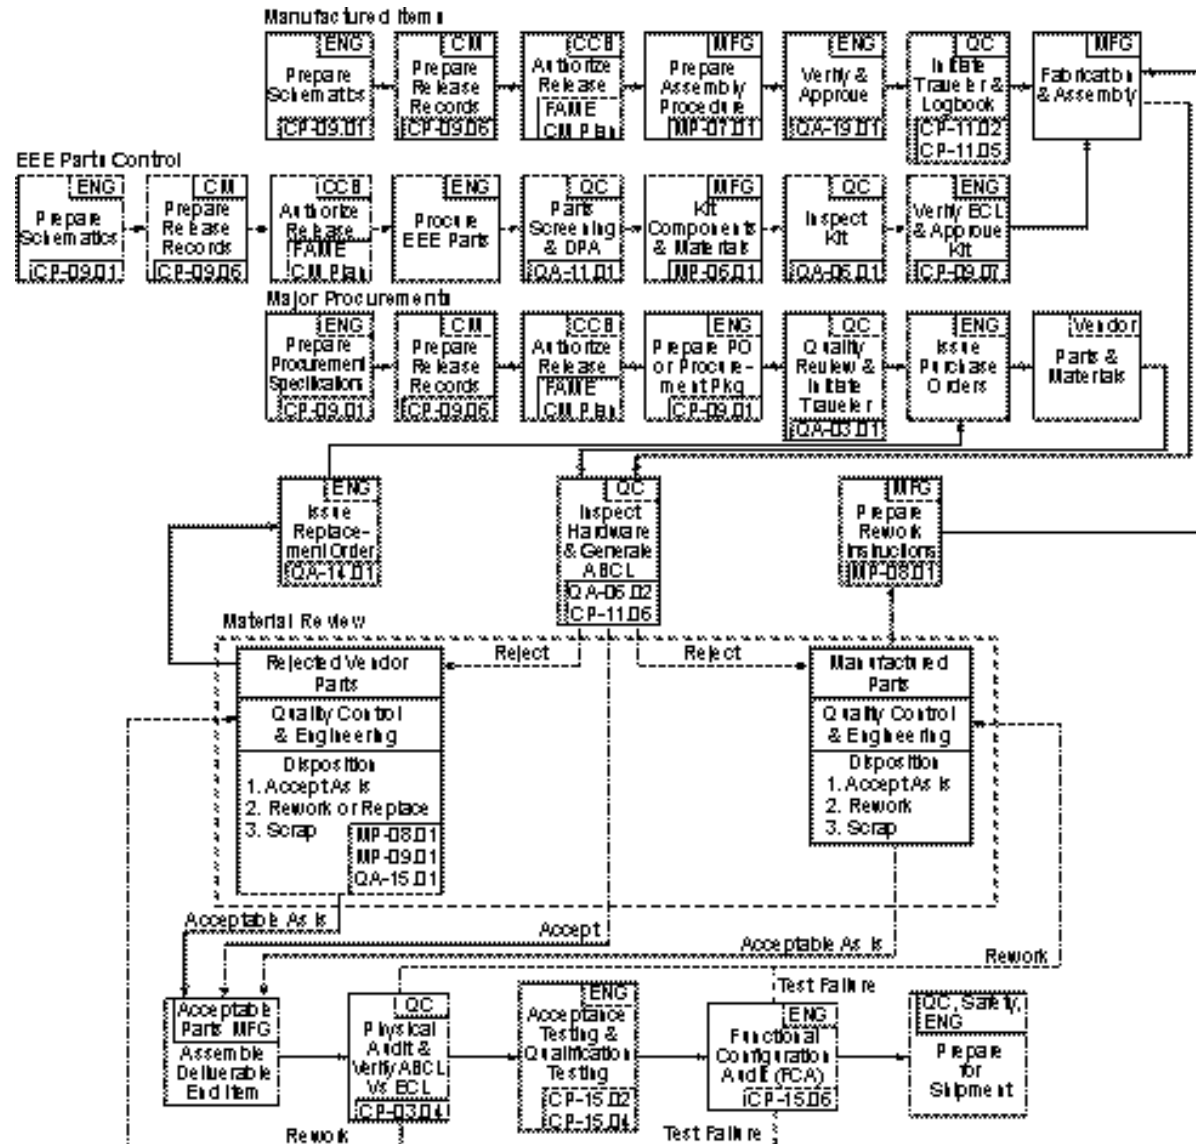 Manufactured Items
ENG
Prepare
Schematics
CP-09.01
CM
Prepare
Release
Records
CP-09.06
CCB
Authorize
Release
FAME
CM Plan
MFG
Prepare
Assembly
Procedure
MP-07.01
ENG
Verify &
Approve
QA-19.01
QC
Initiate
Traveler &
Logbook
CP-11.02
CP-11.05
MFG
Fabrication
& Assembly
EEE Parts Control
ENG
Prepare
Schematics
CP-09.01
CM
Prepare
Release
Records
CP-09.06
CCB
Authorize
Release
FAME
CM Plan
ENG
Procure
EEE Parts
QC
Parts
Screening
& DPA
QA-11.01
MFG
Kit
Components
& Materials
MP-06.01
QC
Inspect
Kit
QA-06.01
ENG
Verify ECL
& Approve
Kit
CP-09.07
Major Procurements
ENG
Prepare
Procurement
Specifications
CP-09.01
CM
Prepare
Release
Records
CP-09.06
CCB
Authorize
Release
FAME
CM Plan
ENG
Prepare PO
or Procure-
ment Pkg
CP-09.01
QC
Quality
Review &
Initiate
Traveler
QA-03.01
ENG
Issue
Purchase
Orders
Vendor
Parts &
Materials
ENG
Issue
Replace-
ment Order
QA-14.01
QC
Inspect
Hardware
& Generate
ABCL
QA-06.02
CP-11.06
MFG
Prepare
Rework
Instructions
MP-08.01
Material Review
Reject
Reject
Rejected Vendor
Parts
Quality Control
& Engineering
Disposition
1. Accept As Is
2. Rework or Replace
3. Scrap
MP-08.01
MP-09.01
QA-15.01
Manufactured
Parts
Quality Control
& Engineering
Disposition
1. Accept As Is
2. Rework
3. Scrap
Acceptable As Is
Accept
Acceptable As Is
Rework
Test Failure
Acceptable
Parts MFG
Assemble
Deliverable
End Item
QC
Physical
Audit &
Verify ABCL
Vs ECL
CP-03.04
ENG
Acceptance
Testing &
Qualification
Testing
CP-15.02
CP-15.04
ENG
Functional
Configuration
Audit (FCA)
CP-15.06
QC, Safety,
ENG
Prepare
for
Shipment
Rework
Test Failure